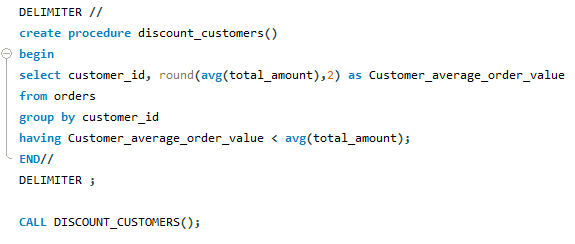 DELIMITER //
create procedure discount_customers()
begin
select customer_id, round(avg(total_amount),2) as Customer_average_order_value
from orders
group by customer_id
having Customer_average_order_value < avg(total_amount);
END//
DELIMITER ;
CALL DISCOUNT_CUSTOMERS();